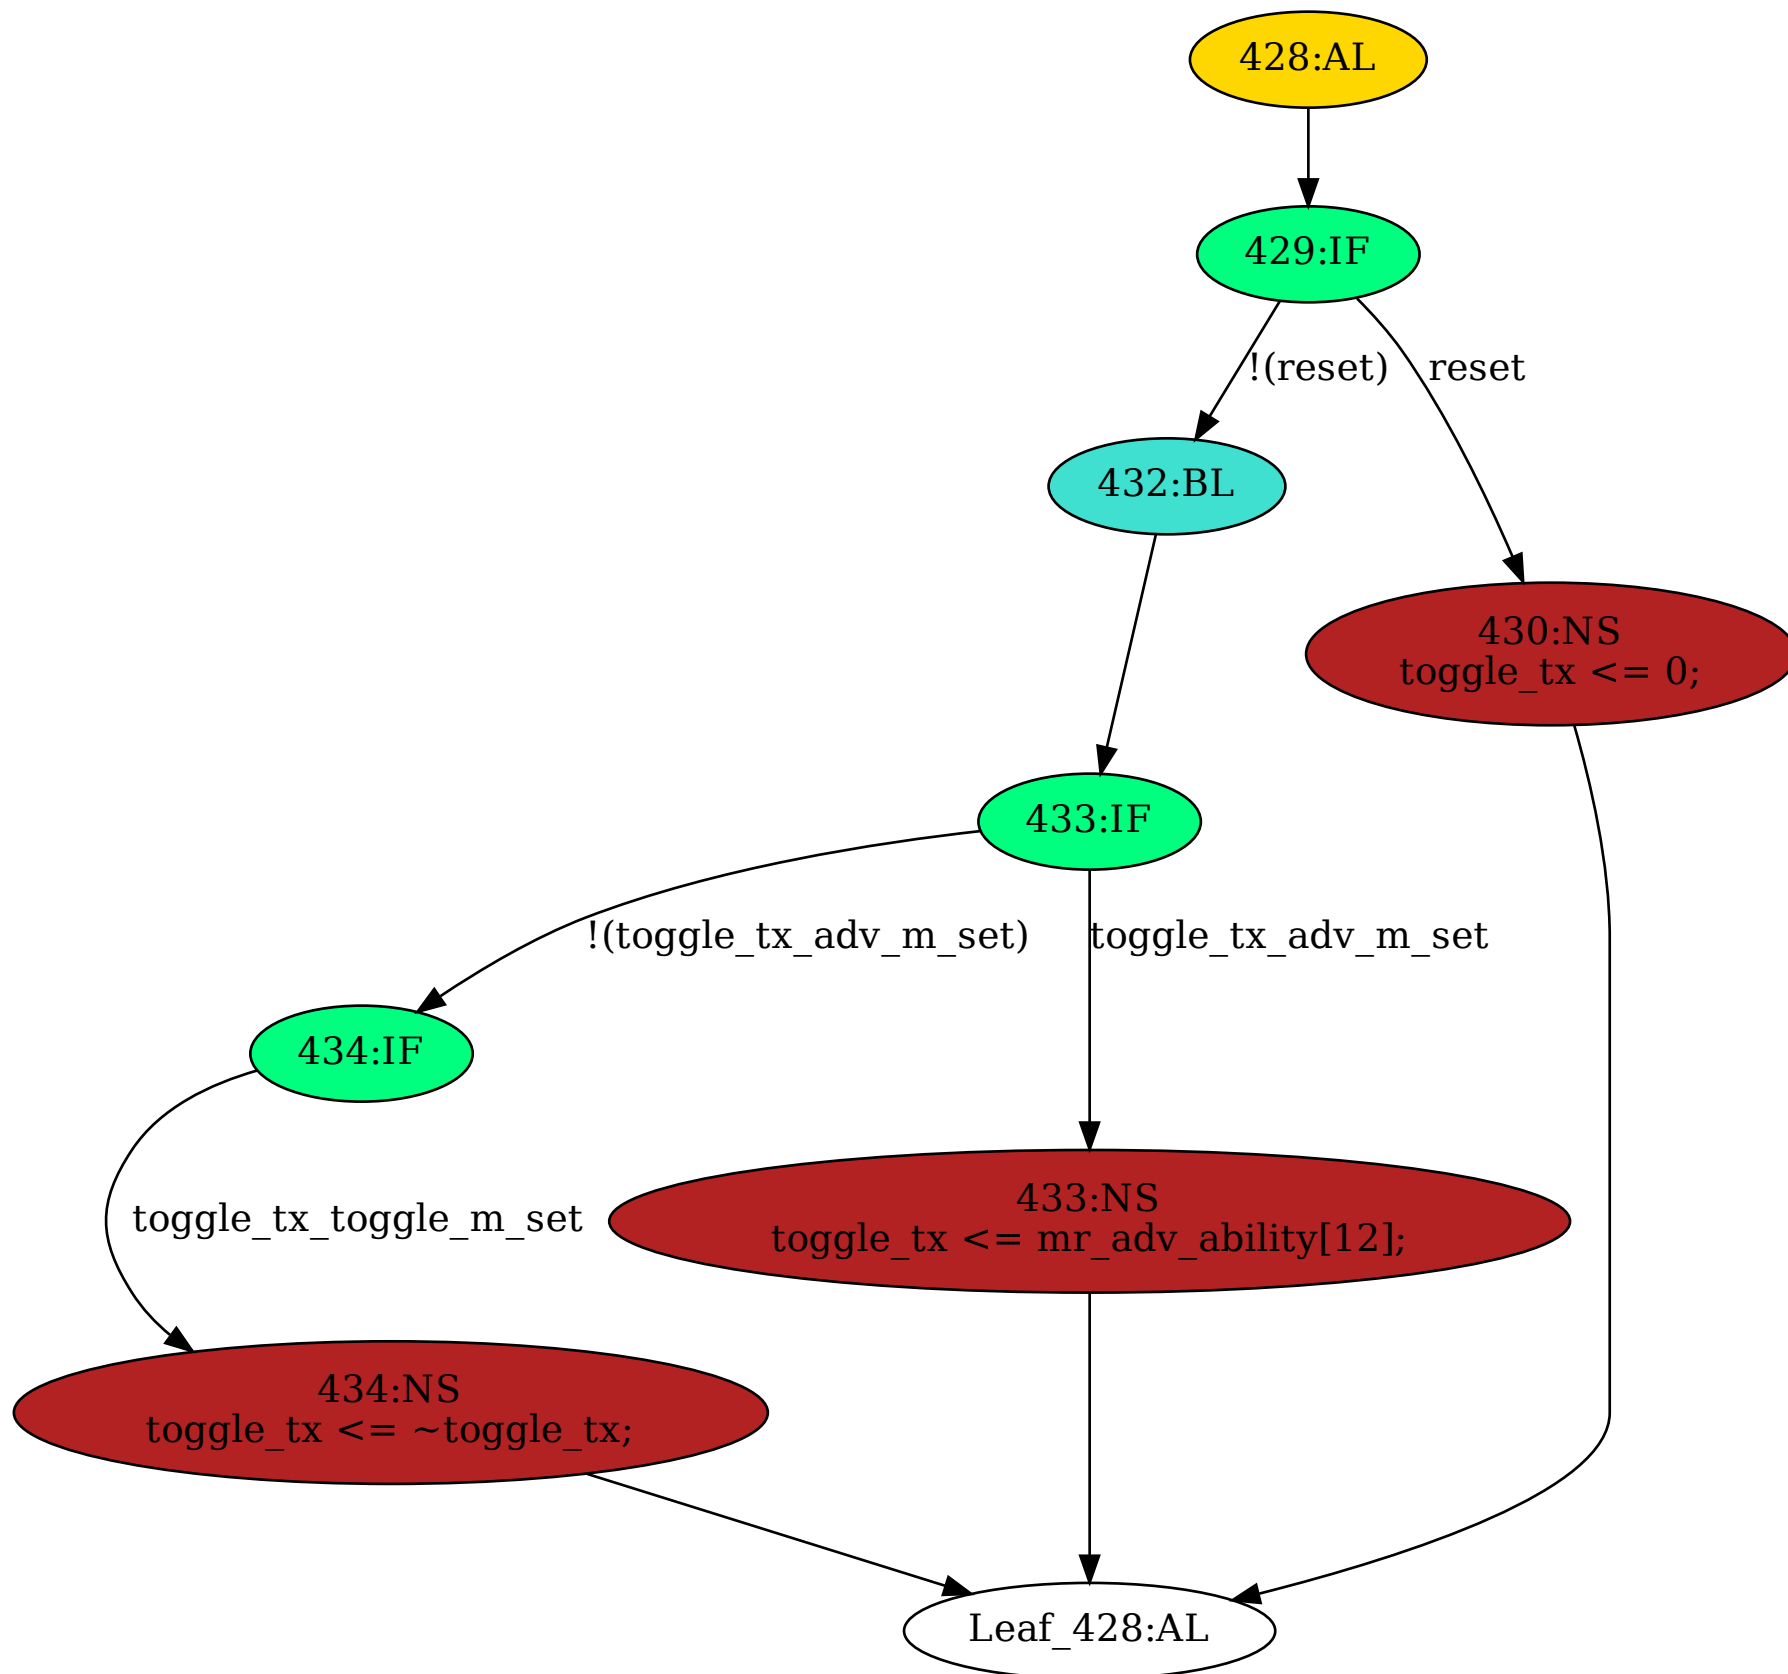 428:AL
429:IF
!(reset)
reset
432:BL
430:NS
toggle_tx <= 0;
433:IF
!(toggle_tx_adv_m_set)
toggle_tx_adv_m_set
434:IF
433:NS
toggle_tx <= mr_adv_ability[12];
toggle_tx_toggle_m_set
434:NS
toggle_tx <= ~toggle_tx;
Leaf_428:AL